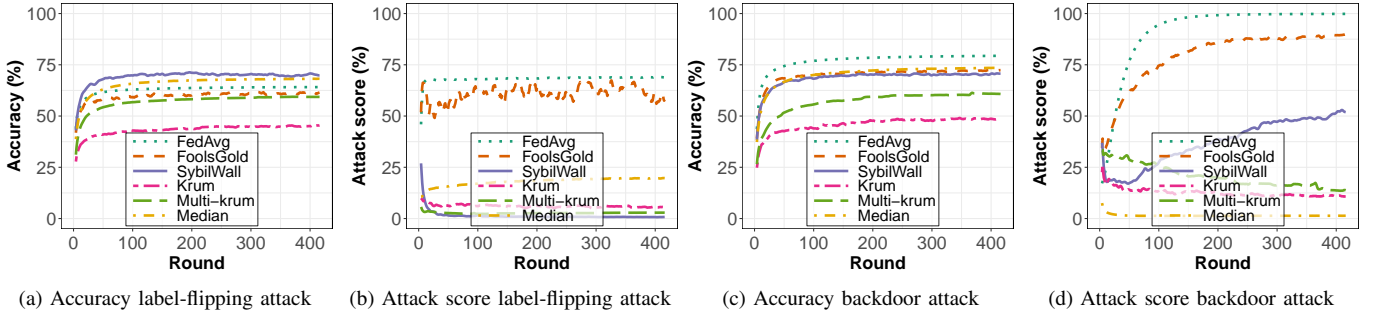 Accuracy (%)
100
75
50
25
0
FedAvg
FoolsGold
SybilWall
Krum
Multi−krum
Median
0 100 200 300 400
Round
(a) Accuracy label-flipping attack
Attack score (%)
100
75
50
25
0
FedAvg
FoolsGold
SybilWall
Krum
Multi−krum
Median
0 100 200 300 400
Round
(b) Attack score label-flipping attack
Accuracy (%)
100
75
50
25
0
FedAvg
FoolsGold
SybilWall
Krum
Multi−krum
Median
0 100 200 300 400
Round
(c) Accuracy backdoor attack
Attack score (%)
100
75
50
25
0
FedAvg
FoolsGold
SybilWall
Krum
Multi−krum
Median
0 100 200 300 400
Round
(d) Attack score backdoor attack